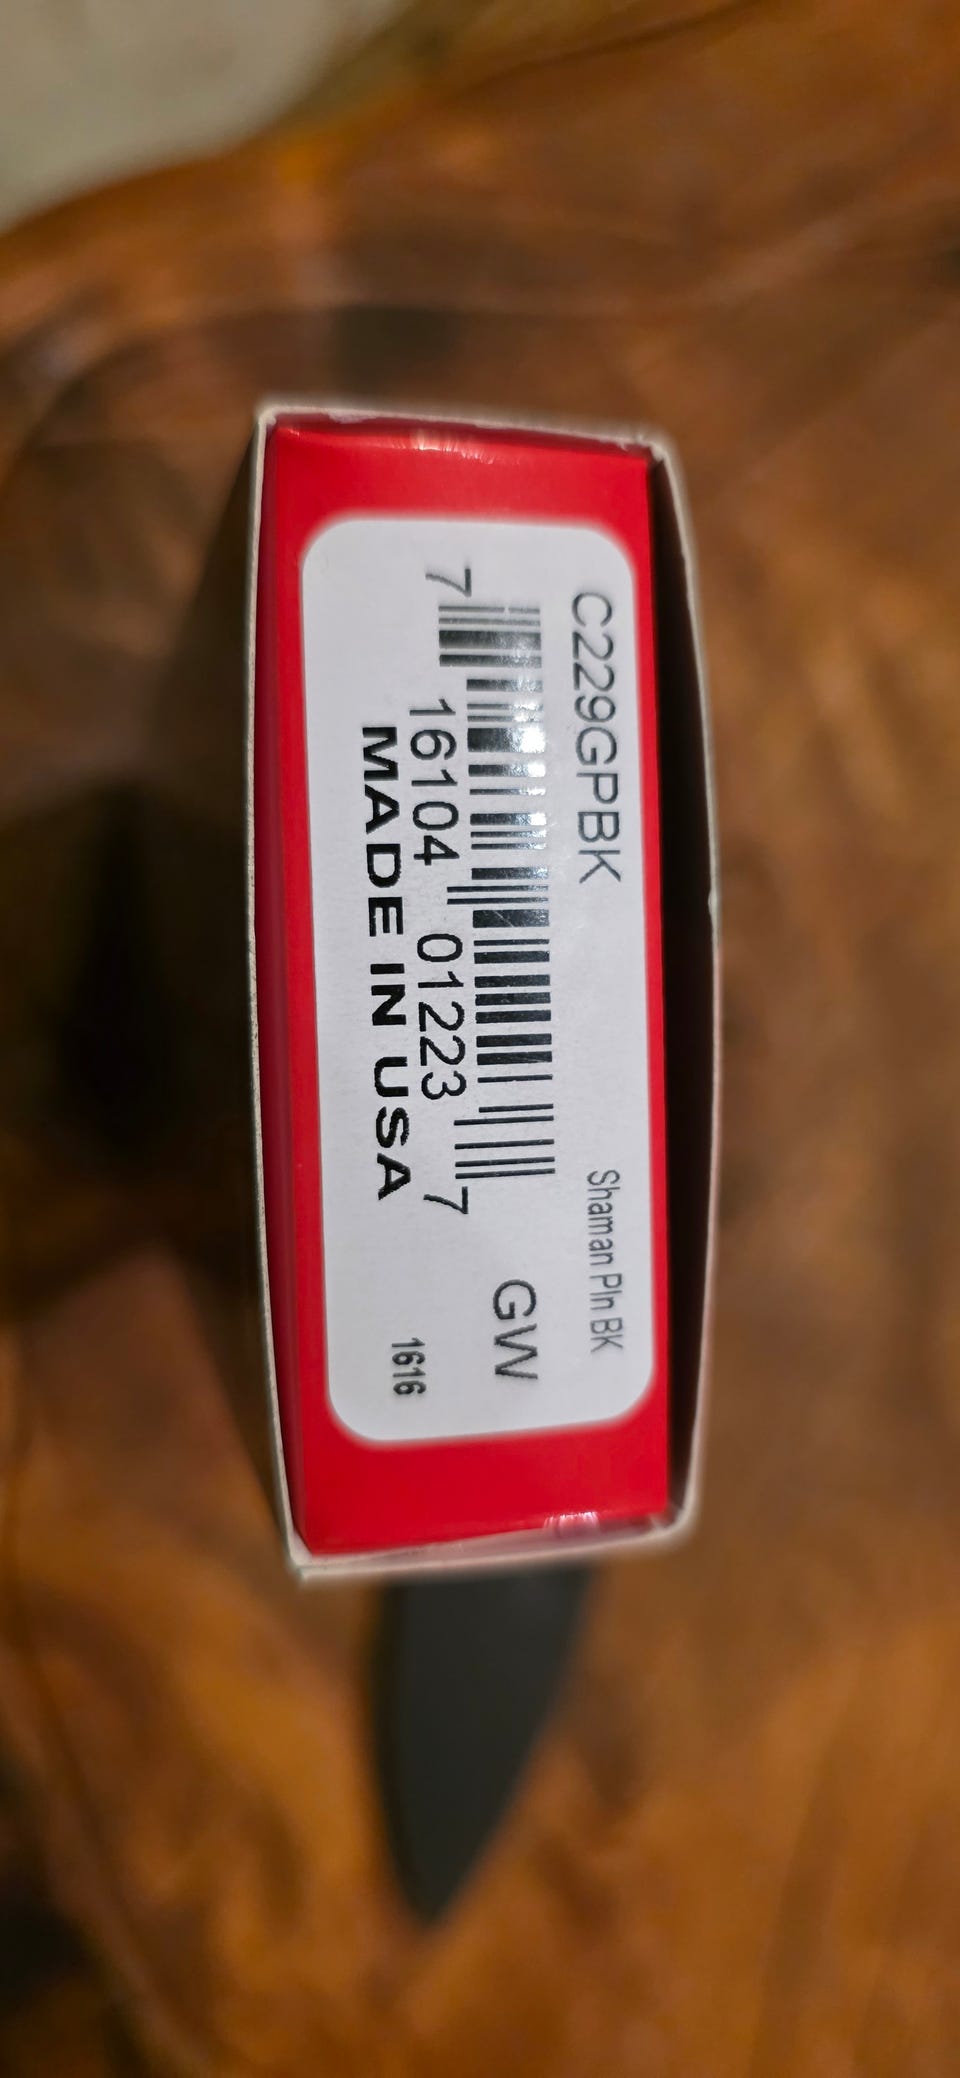 C229GPBK
Shaman Pln BK
7 16104 01223 7
GW
MADE IN USA
1616